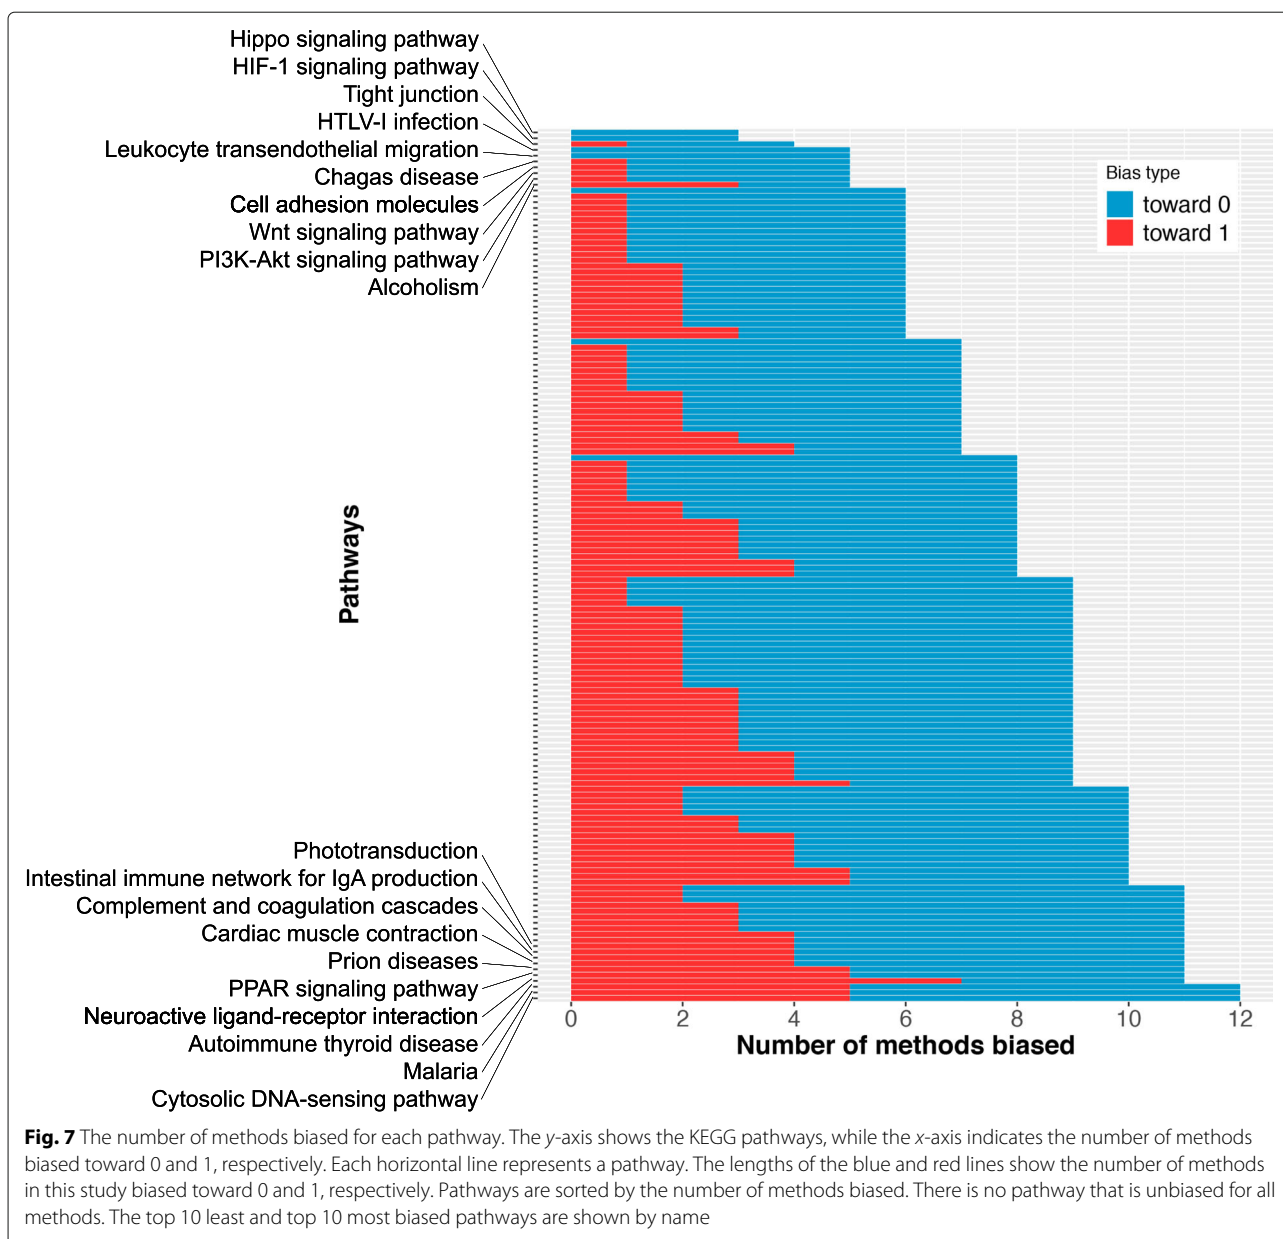 Hippo signaling pathway
HIF-1 signaling pathway
Tight junction
HTLV-I infection
Leukocyte transendothelial migration
Chagas disease
Cell adhesion molecules
Wnt signaling pathway
PI3K-Akt signaling pathway
Alcoholism
Bias type
toward 0
toward 1
Pathways
Phototransduction
Intestinal immune network for IgA production
Complement and coagulation cascades
Cardiac muscle contraction
Prion diseases
PPAR signaling pathway
Neuroactive ligand-receptor interaction
Autoimmune thyroid disease
Malaria
Cytosolic DNA-sensing pathway
0 2 4 6 8 10 12
Number of methods biased
Fig. 7 The number of methods biased for each pathway. The y-axis shows the KEGG pathways, while the x-axis indicates the number of methods
biased toward 0 and 1, respectively. Each horizontal line represents a pathway. The lengths of the blue and red lines show the number of methods
in this study biased toward 0 and 1, respectively. Pathways are sorted by the number of methods biased. There is no pathway that is unbiased for all
methods. The top 10 least and top 10 most biased pathways are shown by name